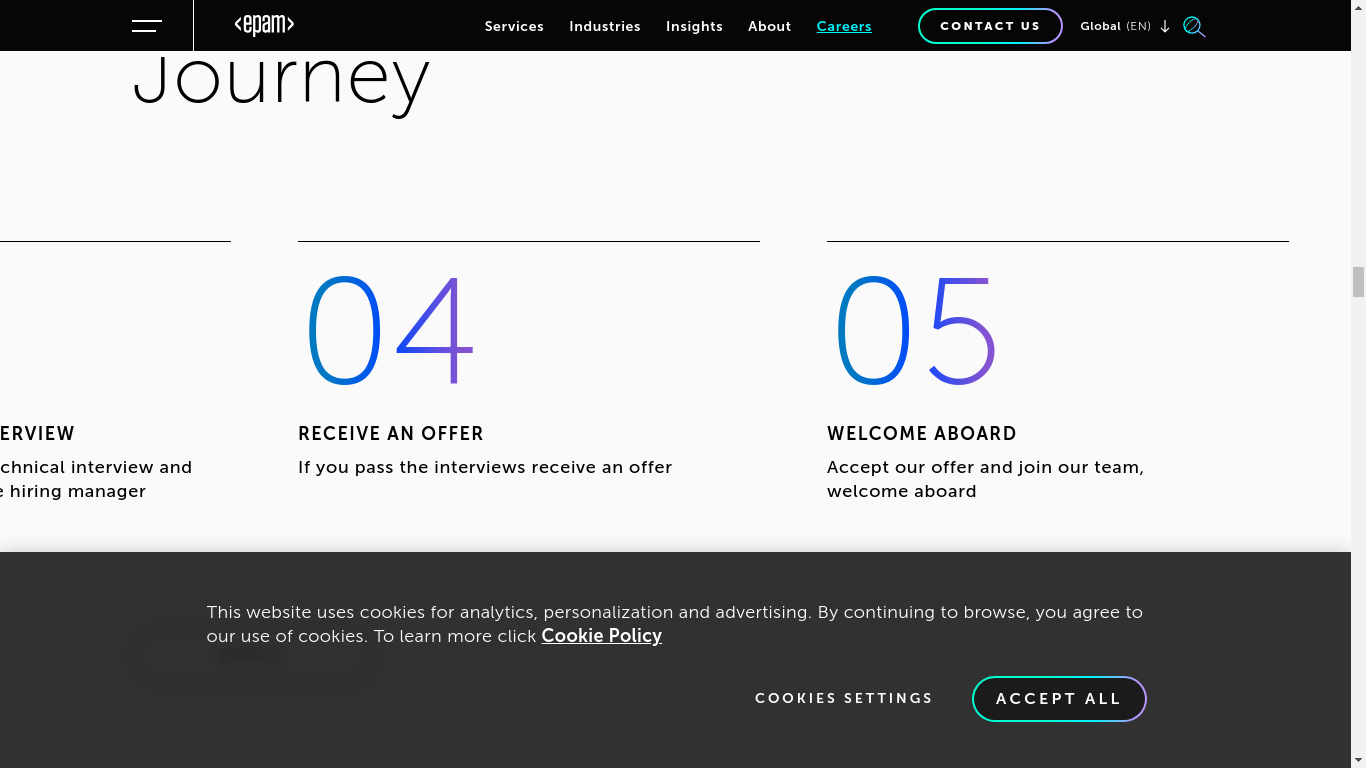 <epam>
Services
Industries
Insights
About
Careers
CONTACT US
Global (EN)
Journey
04
05
ERVIEW
RECEIVE AN OFFER
WELCOME ABOARD
chnical interview and
If you pass the interviews receive an offer
Accept our offer and join our team,
e hiring manager
welcome aboard
This website uses cookies for analytics, personalization and advertising. By continuing to browse, you agree to
our use of cookies. To learn more click Cookie Policy
COOKIES SETTINGS
ACCEPT ALL